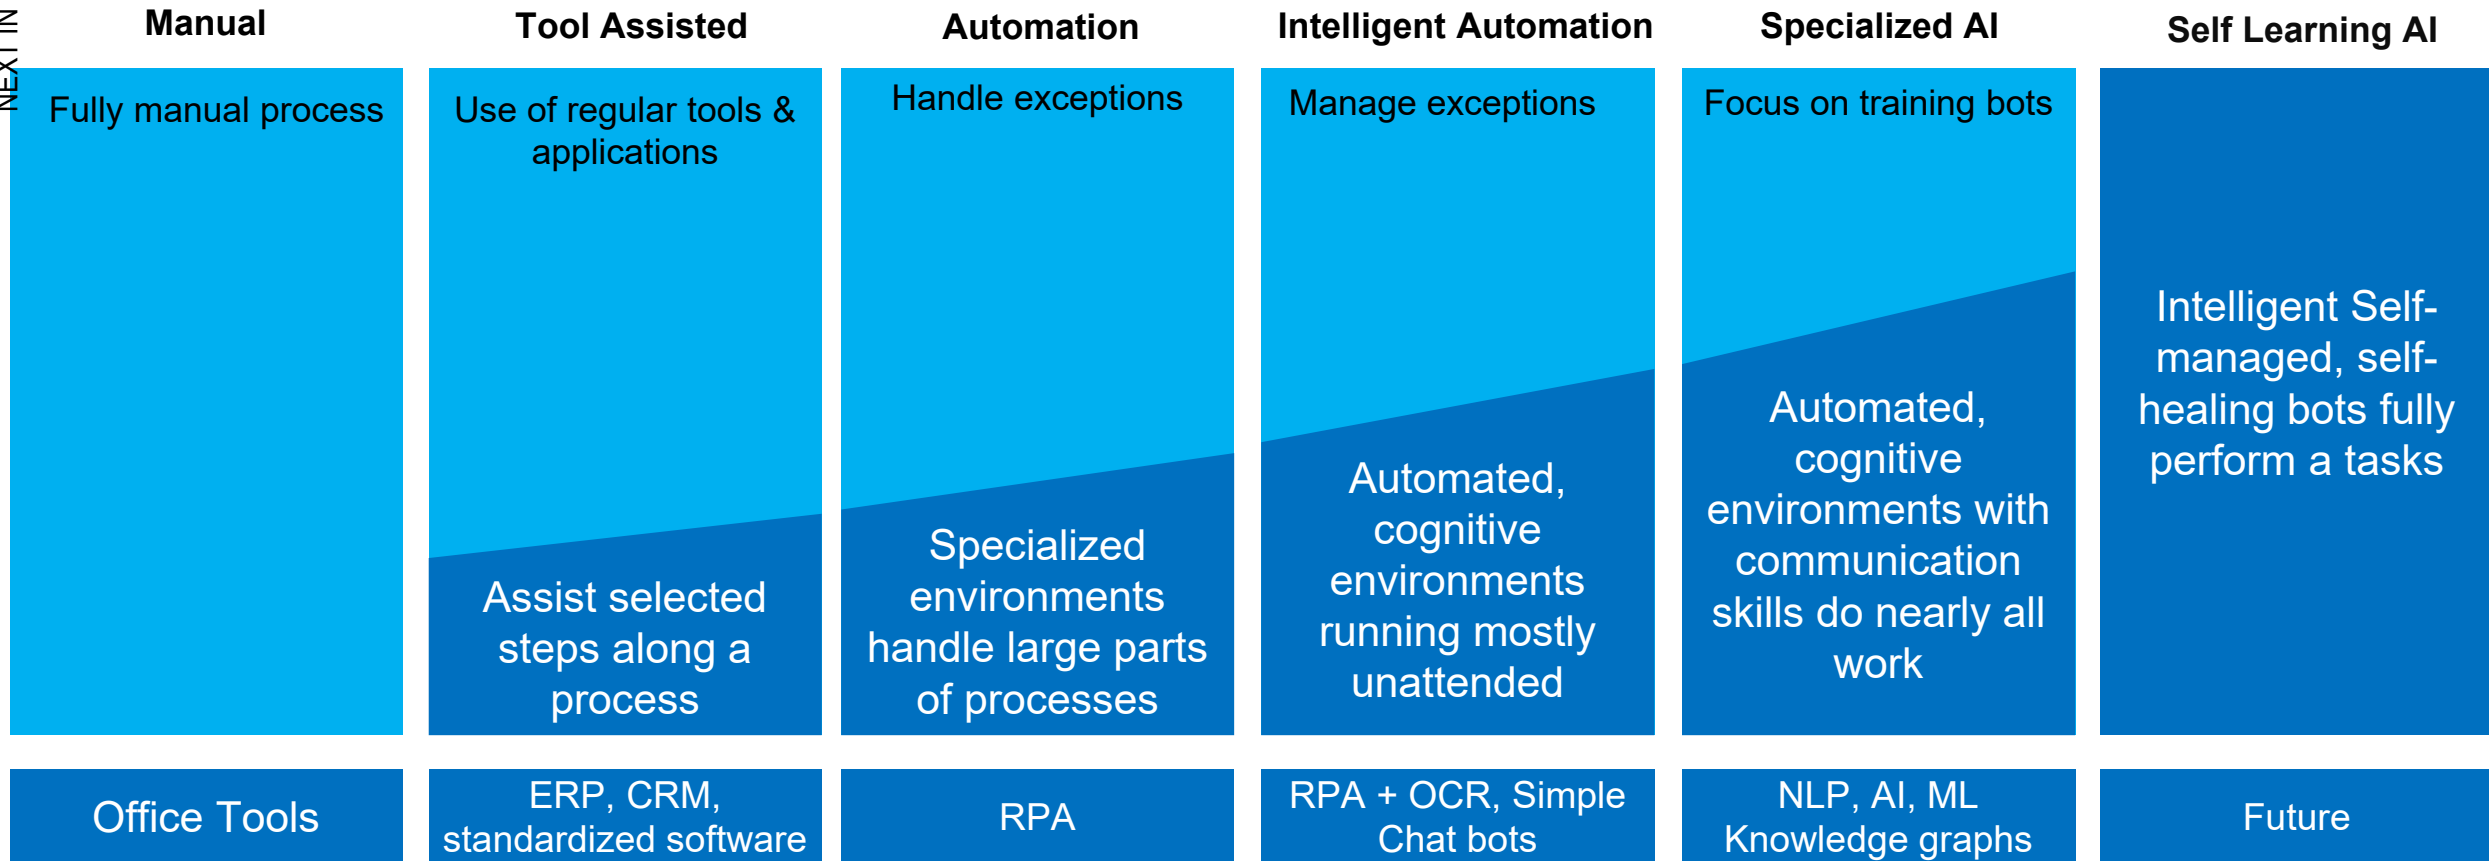 NEXT IN
Manual
Tool Assisted
Automation
Intelligent Automation
Specialized AI
Self Learning AI
Fully manual process
Use of regular tools &
applications
Handle exceptions
Manage exceptions
Focus on training bots
Assist selected
steps along a
process
Specialized
environments
handle large parts
of processes
Automated,
cognitive
environments
running mostly
unattended
Automated,
cognitive
environments with
communication
skills do nearly all
work
Intelligent Self-
managed, self-
healing bots fully
perform a tasks
Office Tools
ERP, CRM,
standardized software
RPA
RPA + OCR, Simple
Chat bots
NLP, AI, ML
Knowledge graphs
Future